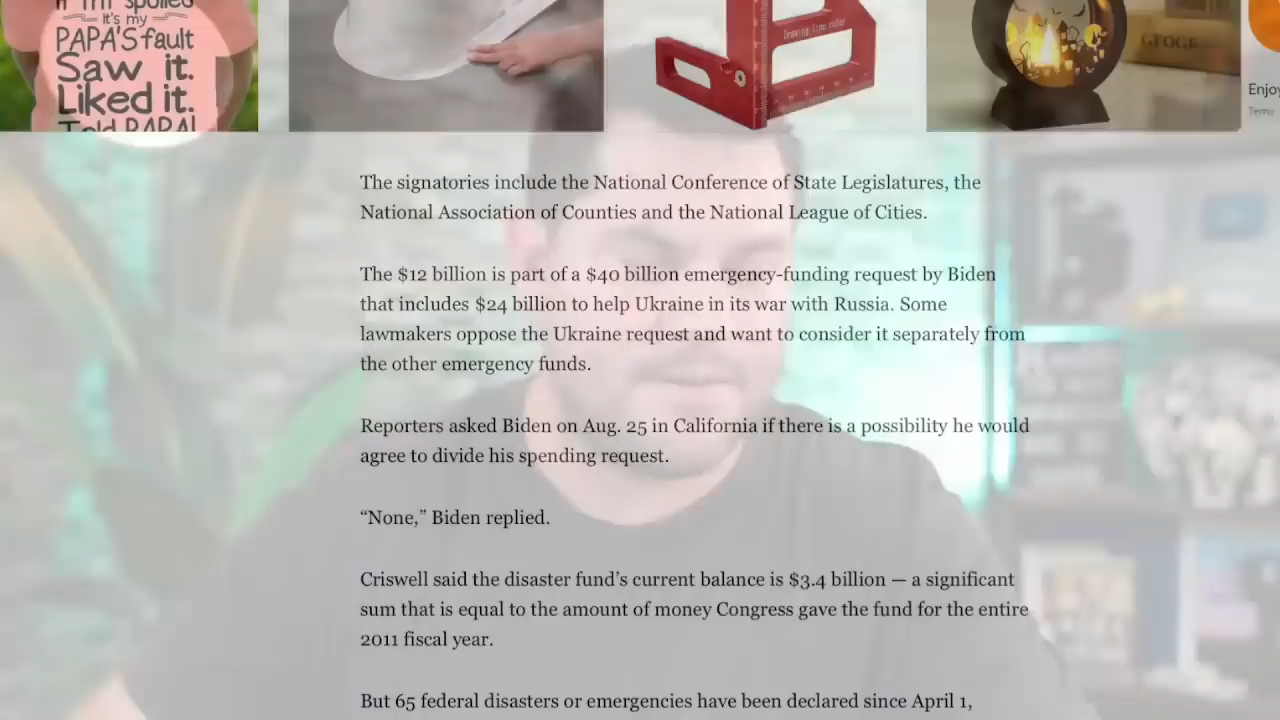 it's my
PAPA'S fault
Saw it.
Liked it.
Told PAPA!
Drawing line ruler
Enjoy
Temu
The signatories include the National Conference of State Legislatures, the
National Association of Counties and the National League of Cities.
The $12 billion is part of a $40 billion emergency-funding request by Biden
that includes $24 billion to help Ukraine in its war with Russia. Some
lawmakers oppose the Ukraine request and want to consider it separately from
the other emergency funds.
Reporters asked Biden on Aug. 25 in California if there is a possibility he would
agree to divide his spending request.
“None,” Biden replied.
Criswell said the disaster fund’s current balance is $3.4 billion — a significant
sum that is equal to the amount of money Congress gave the fund for the entire
2011 fiscal year.
But 65 federal disasters or emergencies have been declared since April 1,